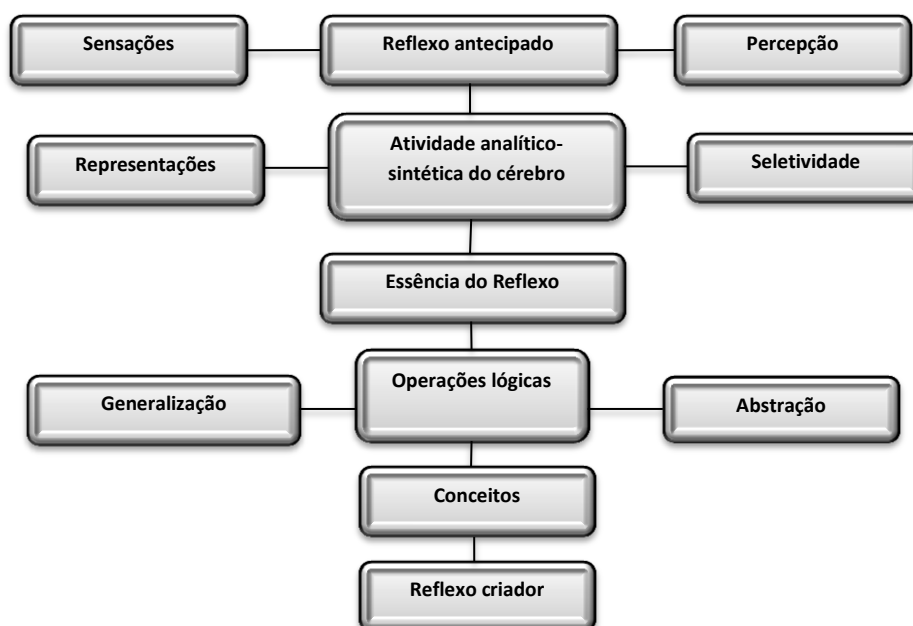 Sensações
Reflexo antecipado
Percepção
Representações
Atividade analítico-
sintética do cérebro
Seletividade
Essência do Reflexo
Generalização
Operações lógicas
Abstração
Conceitos
Reflexo criador